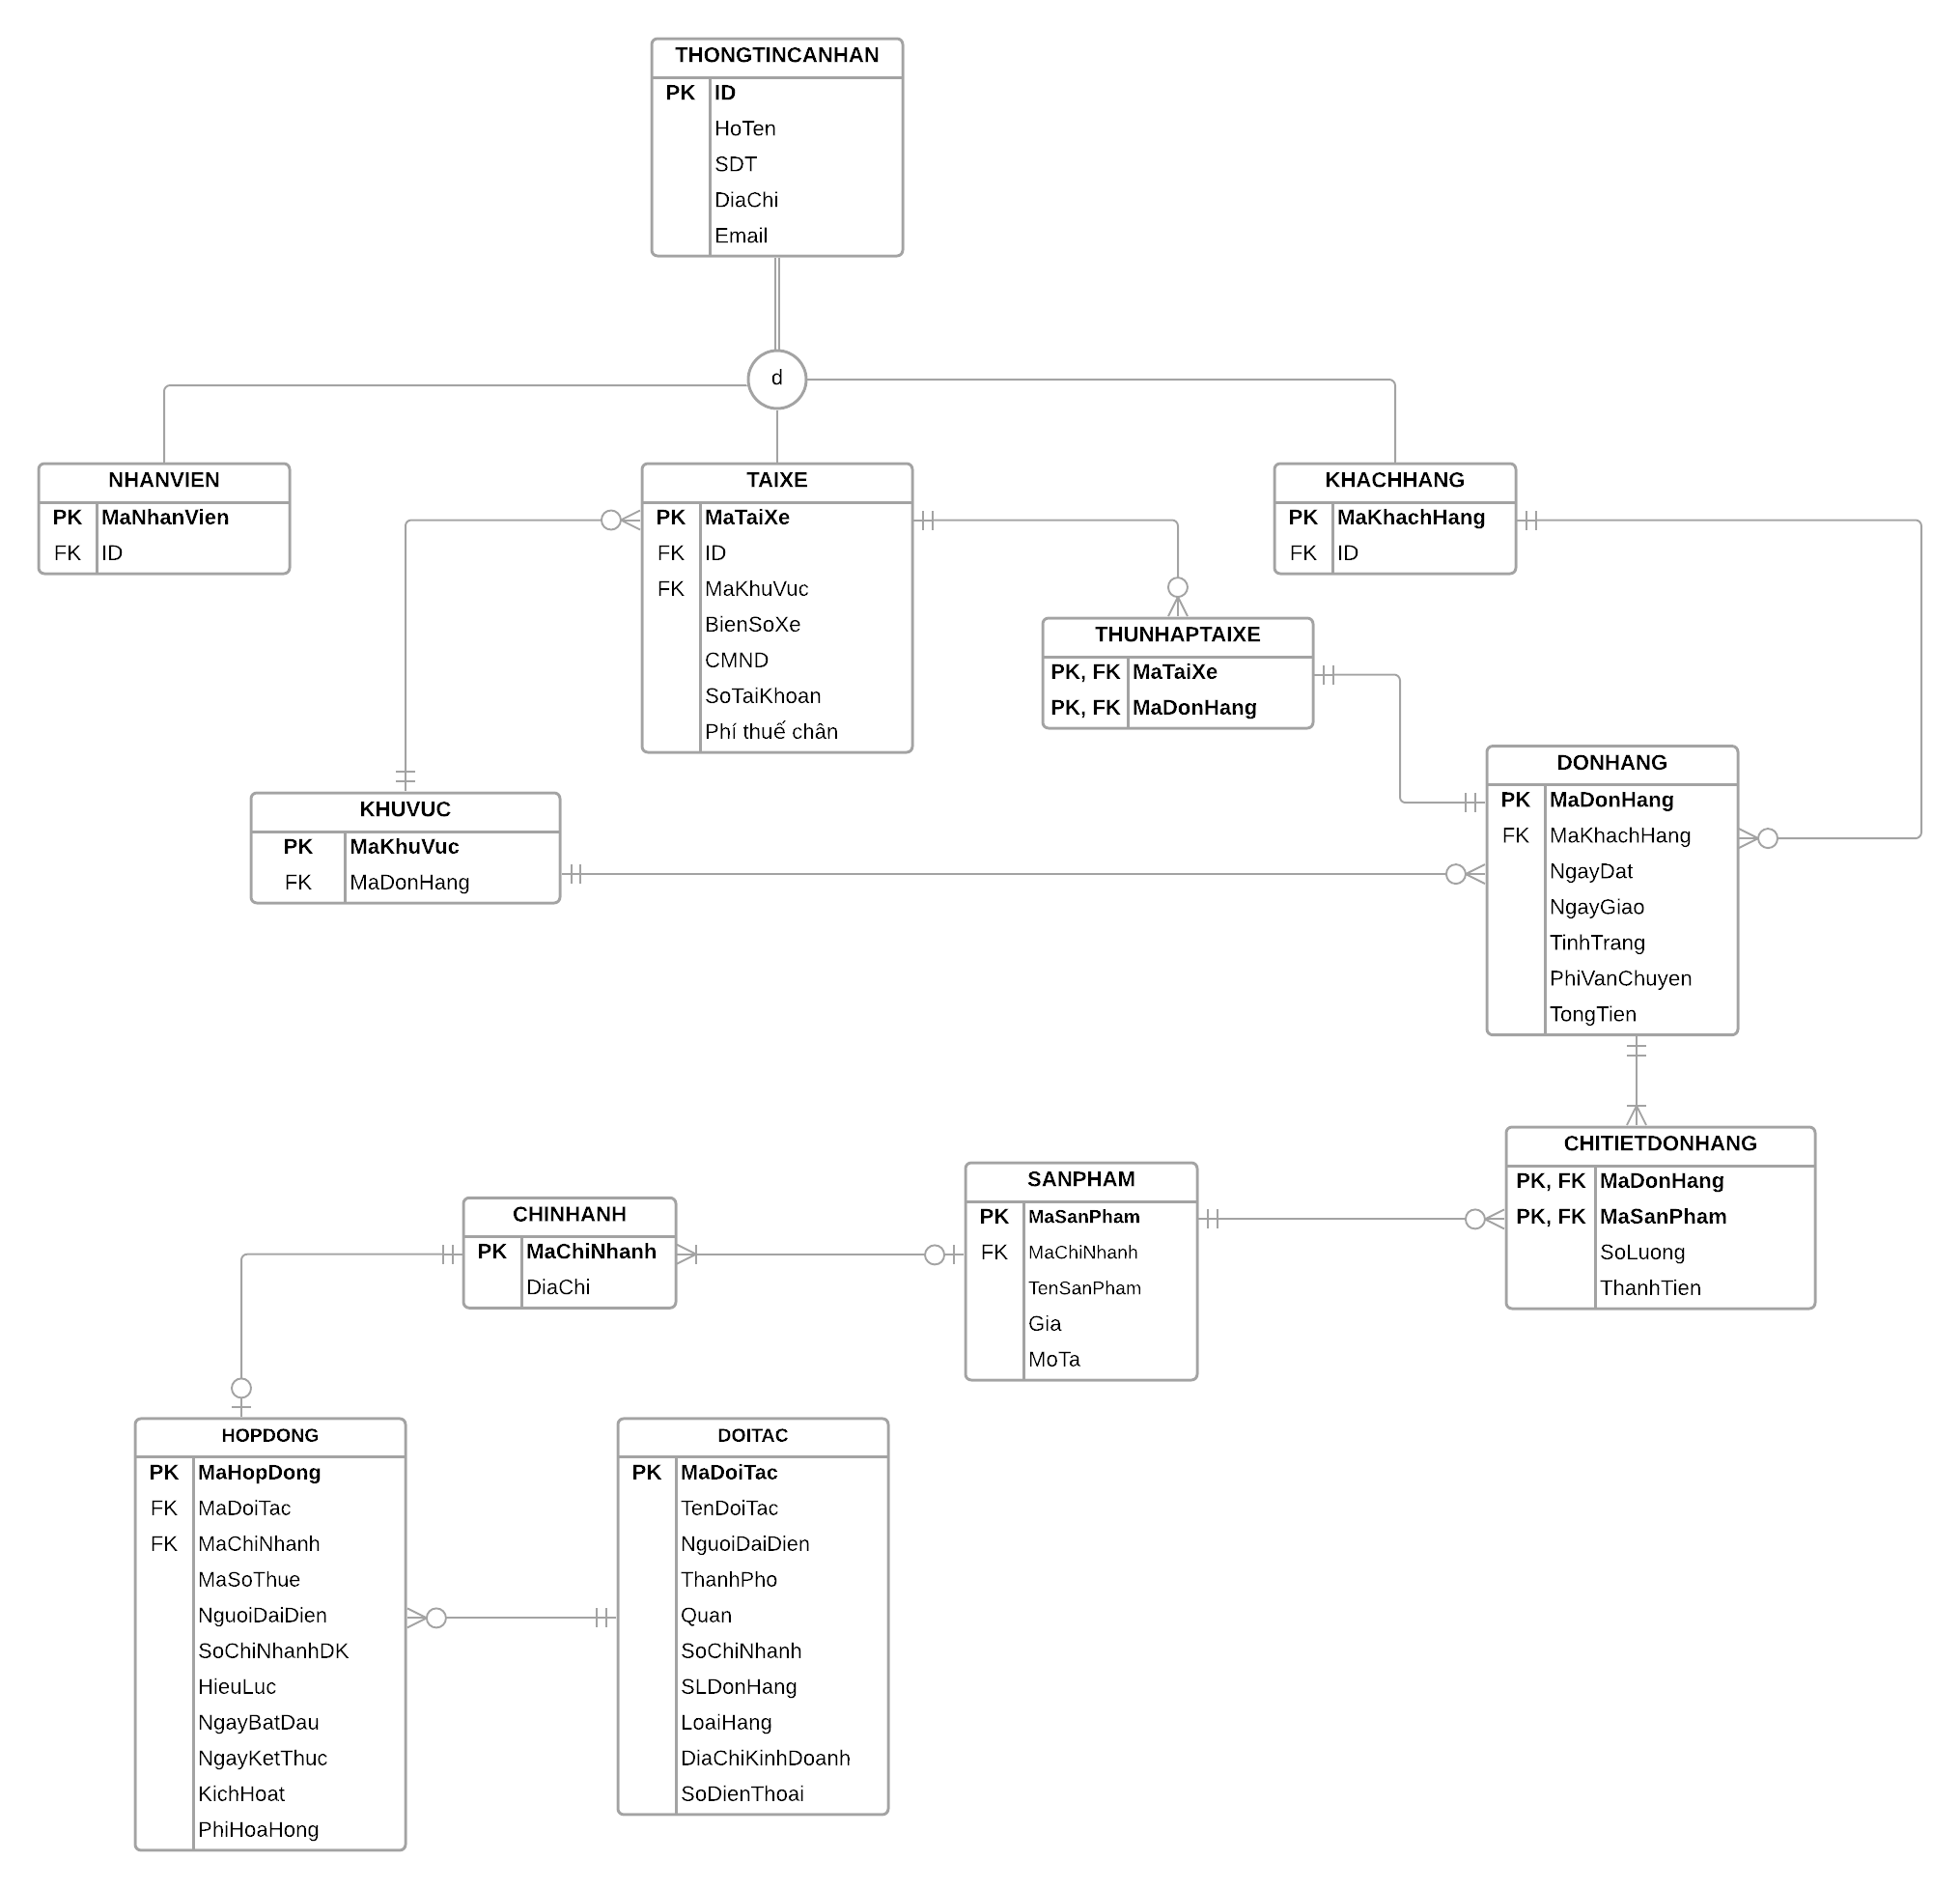 THONGTINCANHAN
PK ID
HoTen
SDT
DiaChi
Email
d
NHANVIEN
PK MaNhanVien
FK ID
TAIXE
PK MaTaiXe
FK ID
FK MaKhuVuc
BienSoXe
CMND
SoTaiKhoan
Phí thuế chân
KHACHHANG
PK MaKhachHang
FK ID
THUNHAPTAIXE
PK, FK MaTaiXe
PK, FK MaDonHang
KHUVUC
PK MaKhuVuc
FK MaDonHang
DONHANG
PK MaDonHang
FK MaKhachHang
NgayDat
NgayGiao
TinhTrang
PhiVanChuyen
TongTien
CHITIETDONHANG
PK, FK MaDonHang
PK, FK MaSanPham
SoLuong
ThanhTien
SANPHAM
PK MaSanPham
FK MaChiNhanh
TenSanPham
Gia
MoTa
CHINHANH
PK MaChiNhanh
DiaChi
HOPDONG
PK MaHopDong
FK MaDoiTac
FK MaChiNhanh
MaSoThue
NguoiDaiDien
SoChiNhanhDK
HieuLuc
NgayBatDau
NgayKetThuc
KichHoat
PhiHoaHong
DOITAC
PK MaDoiTac
TenDoiTac
NguoiDaiDien
ThanhPho
Quan
SoChiNhanh
SLDonHang
LoaiHang
DiaChiKinhDoanh
SoDienThoai